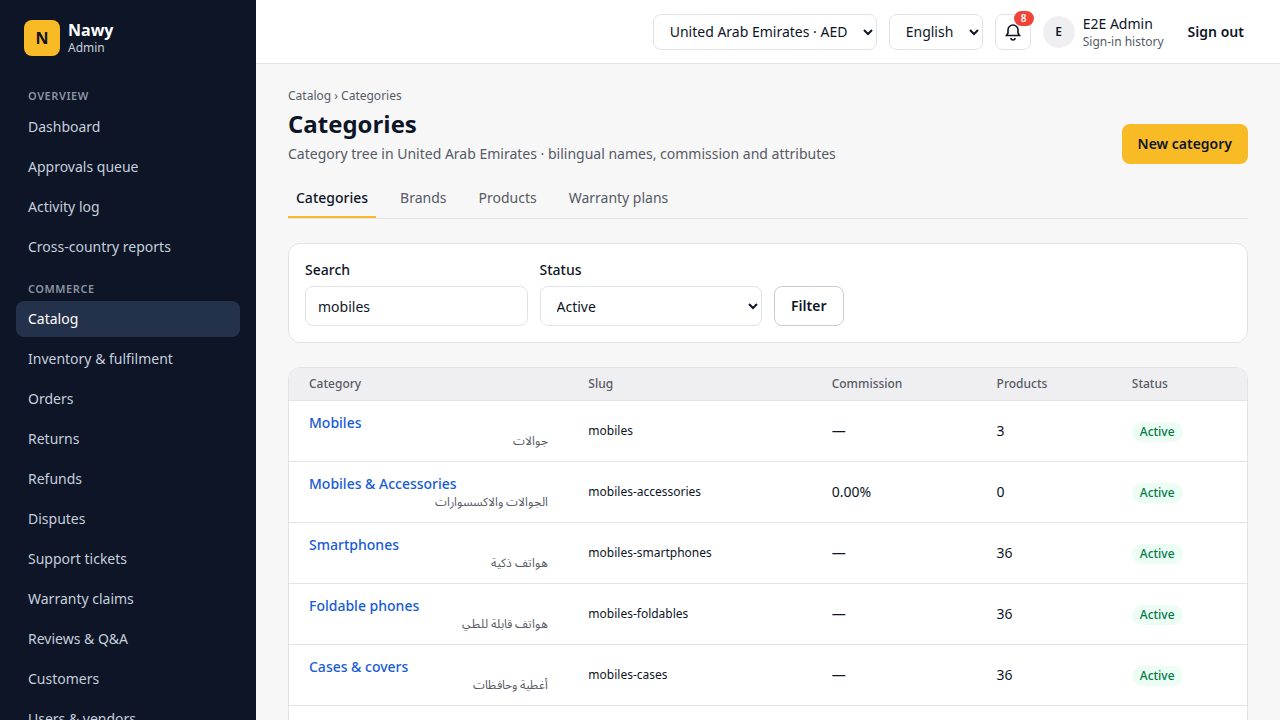 N
Nawy
Admin
United Arab Emirates · AED
English
8
E
E2E Admin
Sign-in history
Sign out
OVERVIEW
Dashboard
Approvals queue
Activity log
Cross-country reports
COMMERCE
Catalog
Inventory & fulfilment
Orders
Returns
Refunds
Disputes
Support tickets
Warranty claims
Reviews & Q&A
Customers
Users & vendors
Catalog › Categories
Categories
Category tree in United Arab Emirates · bilingual names, commission and attributes
New category
Categories Brands Products Warranty plans
Search Status
mobiles Active Filter
Category Slug Commission Products Status
Mobiles
جوالات
mobiles — 3 Active
Mobiles & Accessories
الجوالات والاكسسوارات
mobiles-accessories 0.00% 0 Active
Smartphones
هواتف ذكية
mobiles-smartphones — 36 Active
Foldable phones
هواتف قابلة للطي
mobiles-foldables — 36 Active
Cases & covers
أغطية وحافظات
mobiles-cases — 36 Active